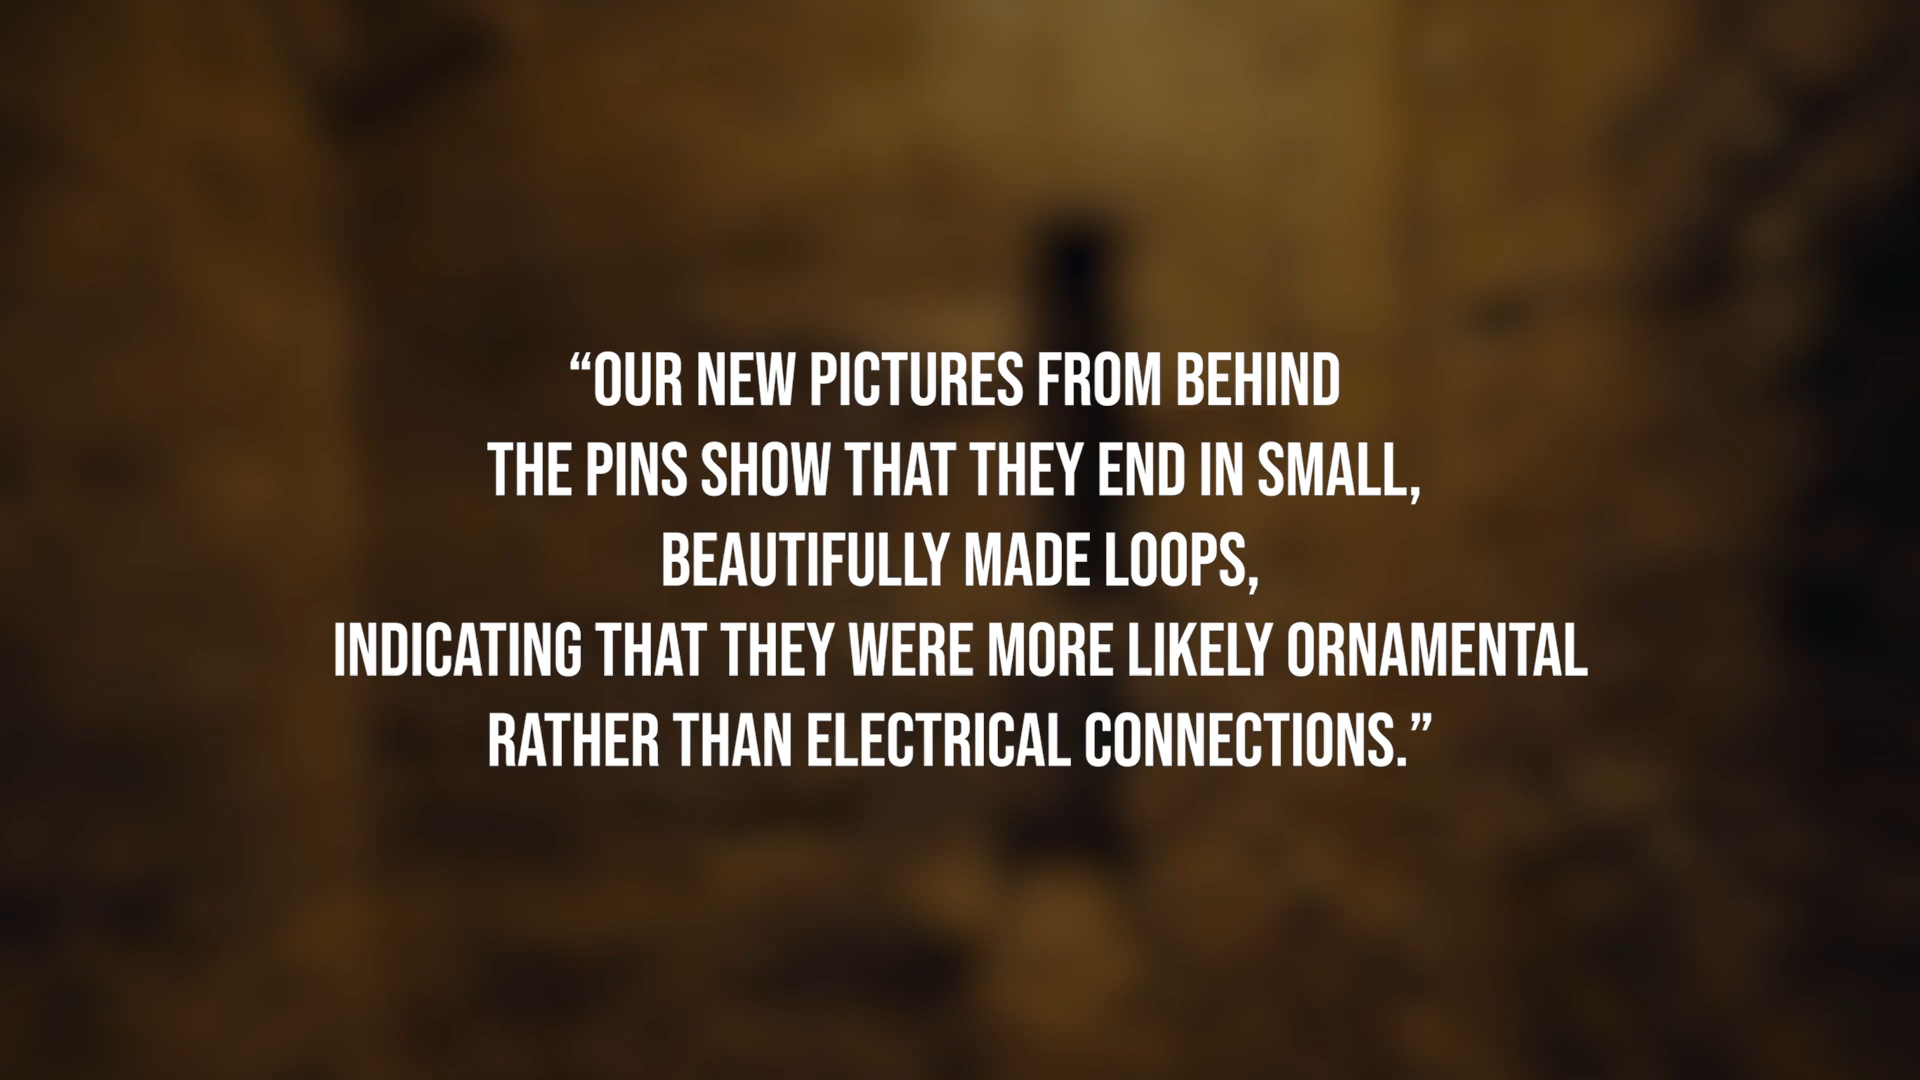 “OUR NEW PICTURES FROM BEHIND
THE PINS SHOW THAT THEY END IN SMALL,
BEAUTIFULLY MADE LOOPS,
INDICATING THAT THEY WERE MORE LIKELY ORNAMENTAL
RATHER THAN ELECTRICAL CONNECTIONS.”